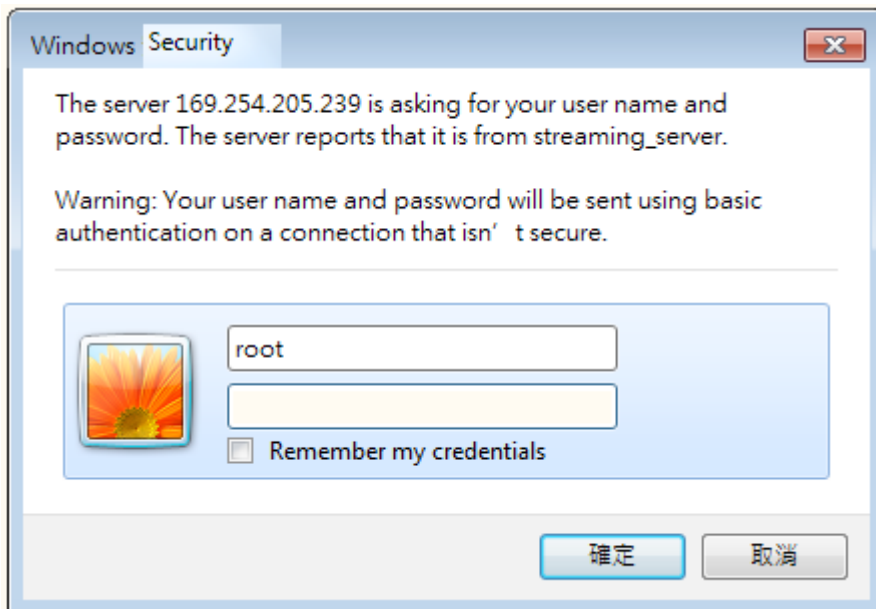 Windows Security
The server 169.254.205.239 is asking for your user name and
password. The server reports that it is from streaming_server.
Warning: Your user name and password will be sent using basic
authentication on a connection that isn’ t secure.
root
Remember my credentials
確定 取消